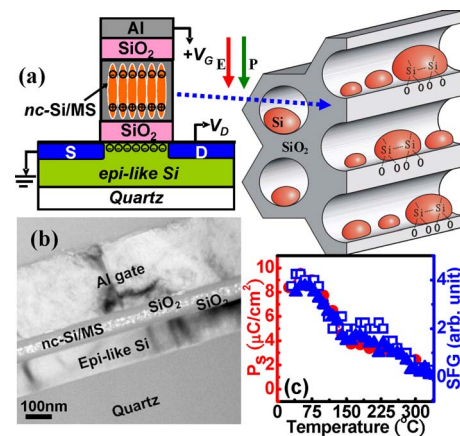 (a)
Al
SiO2
+VG
E P
nc-Si/MS
SiO2
VD
S D
epi-like Si
Quartz
Si
SiO2
Si Si
O O O O
Si Si
O O O O
Si Si
O O O O
(b)
Al gate
SiO2
SiO2
nc-Si/MS
Epi-like Si
Quartz
100nm
(c)
PS (μC/cm²)
10
8
6
4
2
0
SFG (arb. unit)
4
2
0
0 75 150 225 300
Temperature (°C)